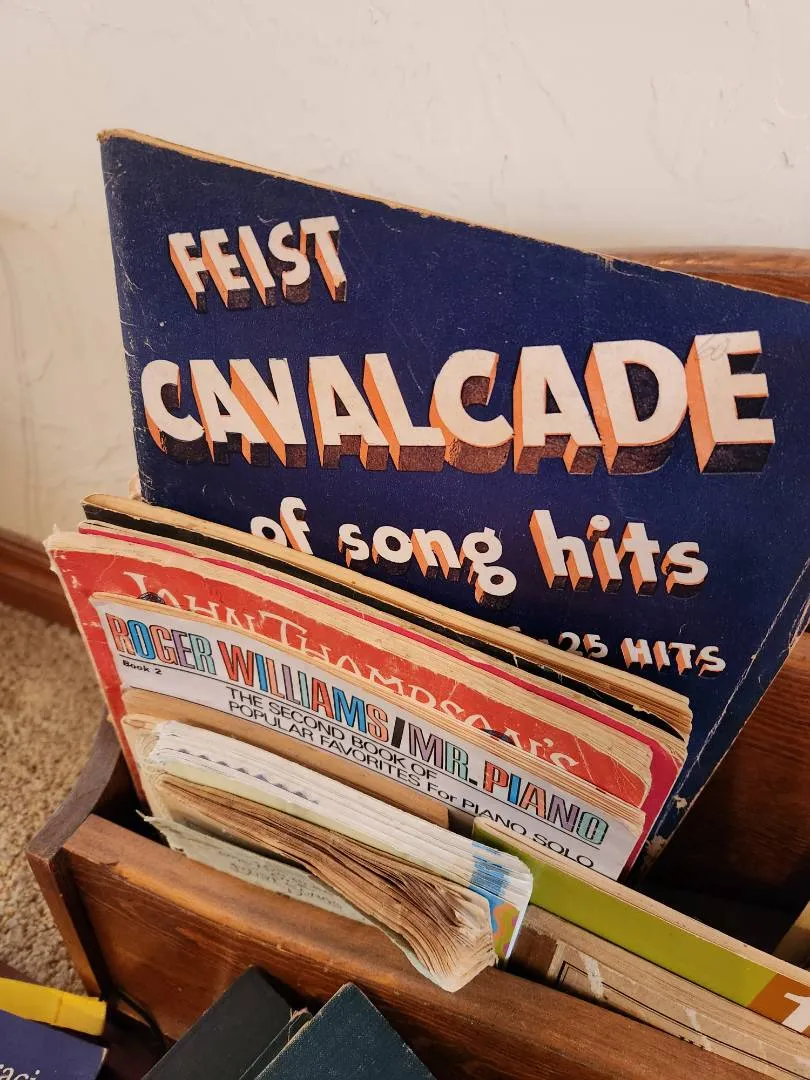 FEIST
CAVALCADE
60
of song hits
25 HITS
JOHN THOMPSON'S
ROGER WILLIAMS/MR. PIANO
Book 2
THE SECOND BOOK OF
POPULAR FAVORITES For PIANO SOLO